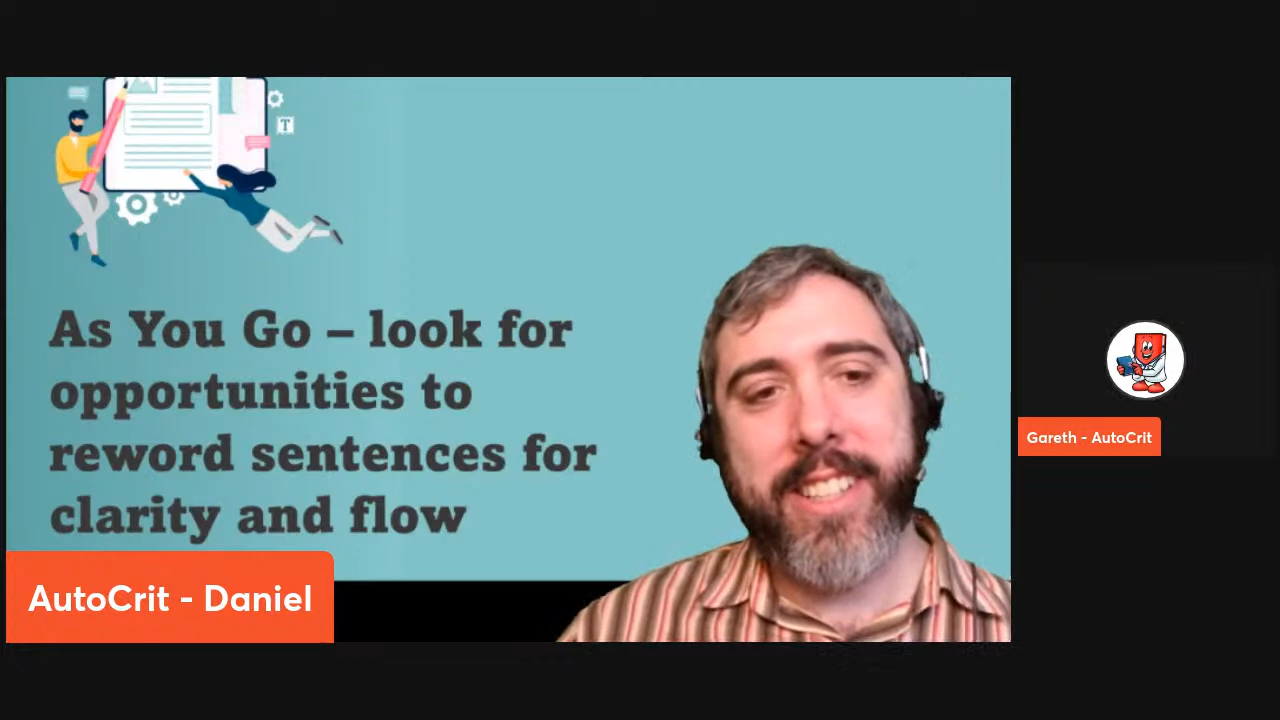 T
As You Go – look for
opportunities to
reword sentences for
clarity and flow
AutoCrit - Daniel
Gareth - AutoCrit